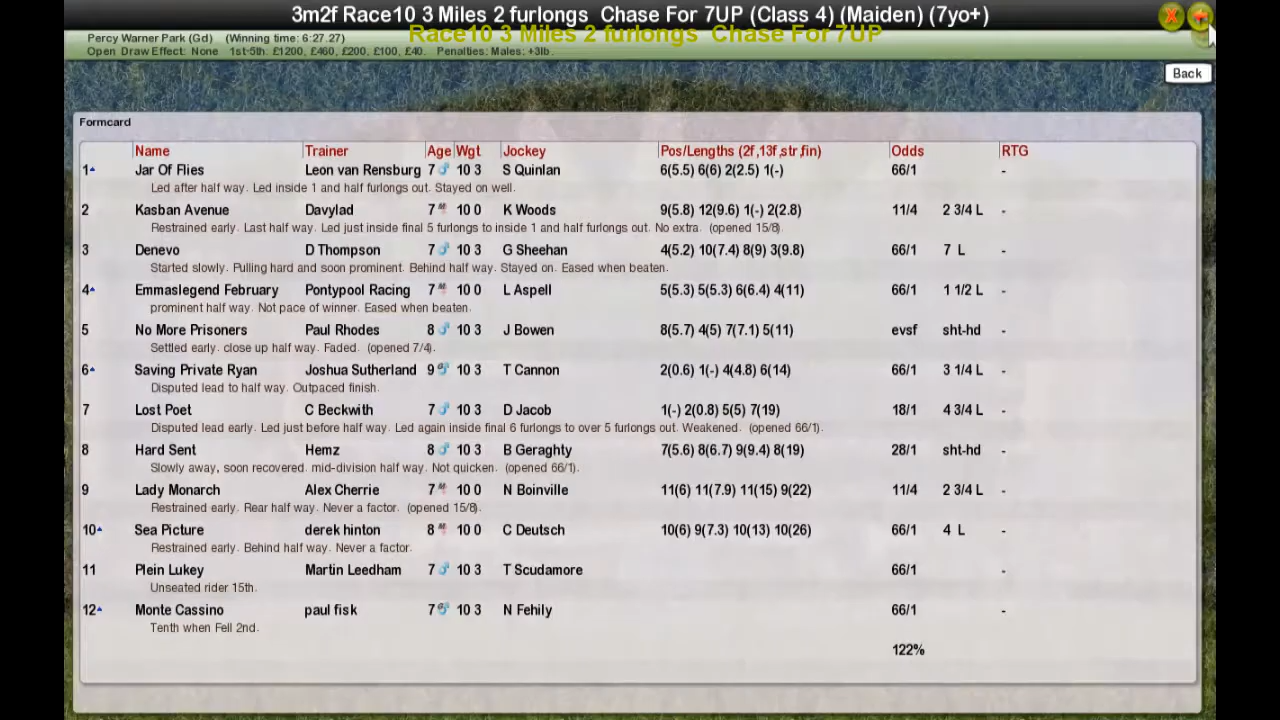 3m2f Race10 3 Miles 2 furlongs Chase For 7UP (Class 4) (Maiden) (7yo+)
Race10 3 Miles 2 furlongs Chase For 7UP
Percy Warner Park (Gd) (Winning time: 6:27.27)
Open Draw Effect: None 1st-5th: £1200, £460, £200, £100, £40. Penalties: Males: +3lb.
Back
Formcard
Name Trainer Age Wgt Jockey Pos/Lengths (2f,13f,str,fin) Odds RTG
1 Jar Of Flies Leon van Rensburg 7 10 3 S Quinlan 6(5.5) 6(6) 2(2.5) 1(-) 66/1 -
Led after half way. Led inside 1 and half furlongs out. Stayed on well.
2 Kasban Avenue Davylad 7 10 0 K Woods 9(5.8) 12(9.6) 1(-) 2(2.8) 11/4 2 3/4 L -
Restrained early. Last half way. Led just inside final 5 furlongs to inside 1 and half furlongs out. No extra. (opened 15/8).
3 Denevo D Thompson 7 10 3 G Sheehan 4(5.2) 10(7.4) 8(9) 3(9.8) 66/1 7 L -
Started slowly. Pulling hard and soon prominent. Behind half way. Stayed on. Eased when beaten.
4 Emmaslegend February Pontypool Racing 7 10 0 L Aspell 5(5.3) 5(5.3) 6(6.4) 4(11) 66/1 1 1/2 L -
prominent half way. Not pace of winner. Eased when beaten.
5 No More Prisoners Paul Rhodes 8 10 3 J Bowen 8(5.7) 4(5) 7(7.1) 5(11) evsf sht-hd -
Settled early. close up half way. Faded. (opened 7/4).
6 Saving Private Ryan Joshua Sutherland 9 10 3 T Cannon 2(0.6) 1(-) 4(4.8) 6(14) 66/1 3 1/4 L -
Disputed lead to half way. Outpaced finish.
7 Lost Poet C Beckwith 7 10 3 D Jacob 1(-) 2(0.8) 5(5) 7(19) 18/1 4 3/4 L -
Disputed lead early. Led just before half way. Led again inside final 6 furlongs to over 5 furlongs out. Weakened. (opened 66/1).
8 Hard Sent Hemz 8 10 3 B Geraghty 7(5.6) 8(6.7) 9(9.4) 8(19) 28/1 sht-hd -
Slowly away, soon recovered. mid-division half way. Not quicken. (opened 66/1).
9 Lady Monarch Alex Cherrie 7 10 0 N Boinville 11(6) 11(7.9) 11(15) 9(22) 11/4 2 3/4 L -
Restrained early. Rear half way. Never a factor. (opened 15/8).
10 Sea Picture derek hinton 8 10 0 C Deutsch 10(6) 9(7.3) 10(13) 10(26) 66/1 4 L -
Restrained early. Behind half way. Never a factor.
11 Plein Lukey Martin Leedham 7 10 3 T Scudamore 66/1 -
Unseated rider 15th.
12 Monte Cassino paul fisk 7 10 3 N Fehily 66/1 -
Tenth when Fell 2nd.
122%